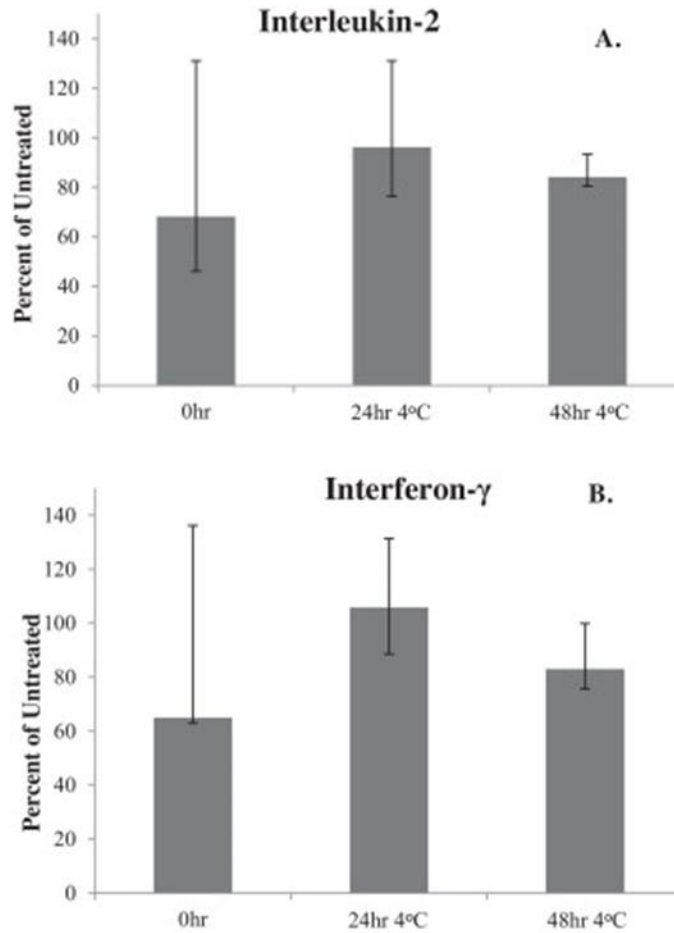 Interleukin-2
A.
Percent of Untreated
140
120
100
80
60
40
20
0
0hr
24hr 4°C
48hr 4°C
Interferon-γ
B.
Percent of Untreated
140
120
100
80
60
40
20
0
0hr
24hr 4°C
48hr 4°C